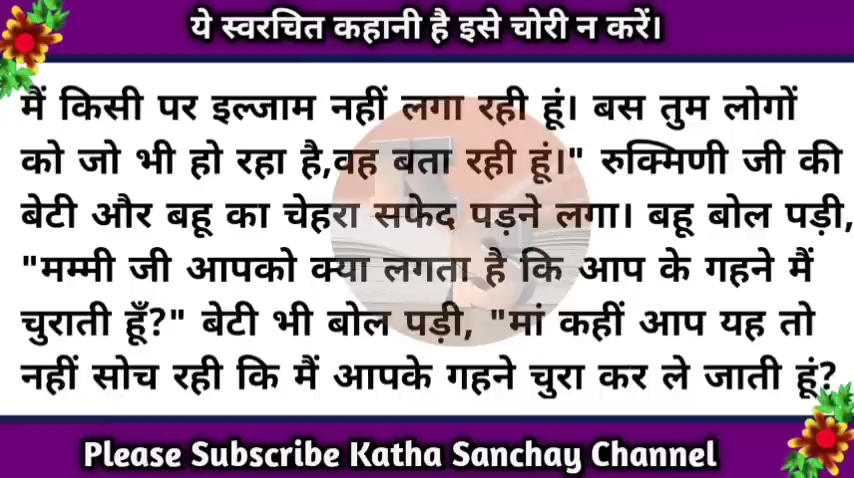 ये स्वरचित कहानी है इसे चोरी न करें।
मैं किसी पर इल्जाम नहीं लगा रही हूं। बस तुम लोगों
को जो भी हो रहा है,वह बता रही हूं।" रुक्मिणी जी की
बेटी और बहू का चेहरा सफेद पड़ने लगा। बहू बोल पड़ी,
"मम्मी जी आपको क्या लगता है कि आप के गहने मैं
चुराती हूँ?" बेटी भी बोल पड़ी, "मां कहीं आप यह तो
नहीं सोच रही कि मैं आपके गहने चुरा कर ले जाती हूं?
Please Subscribe Katha Sanchay Channel